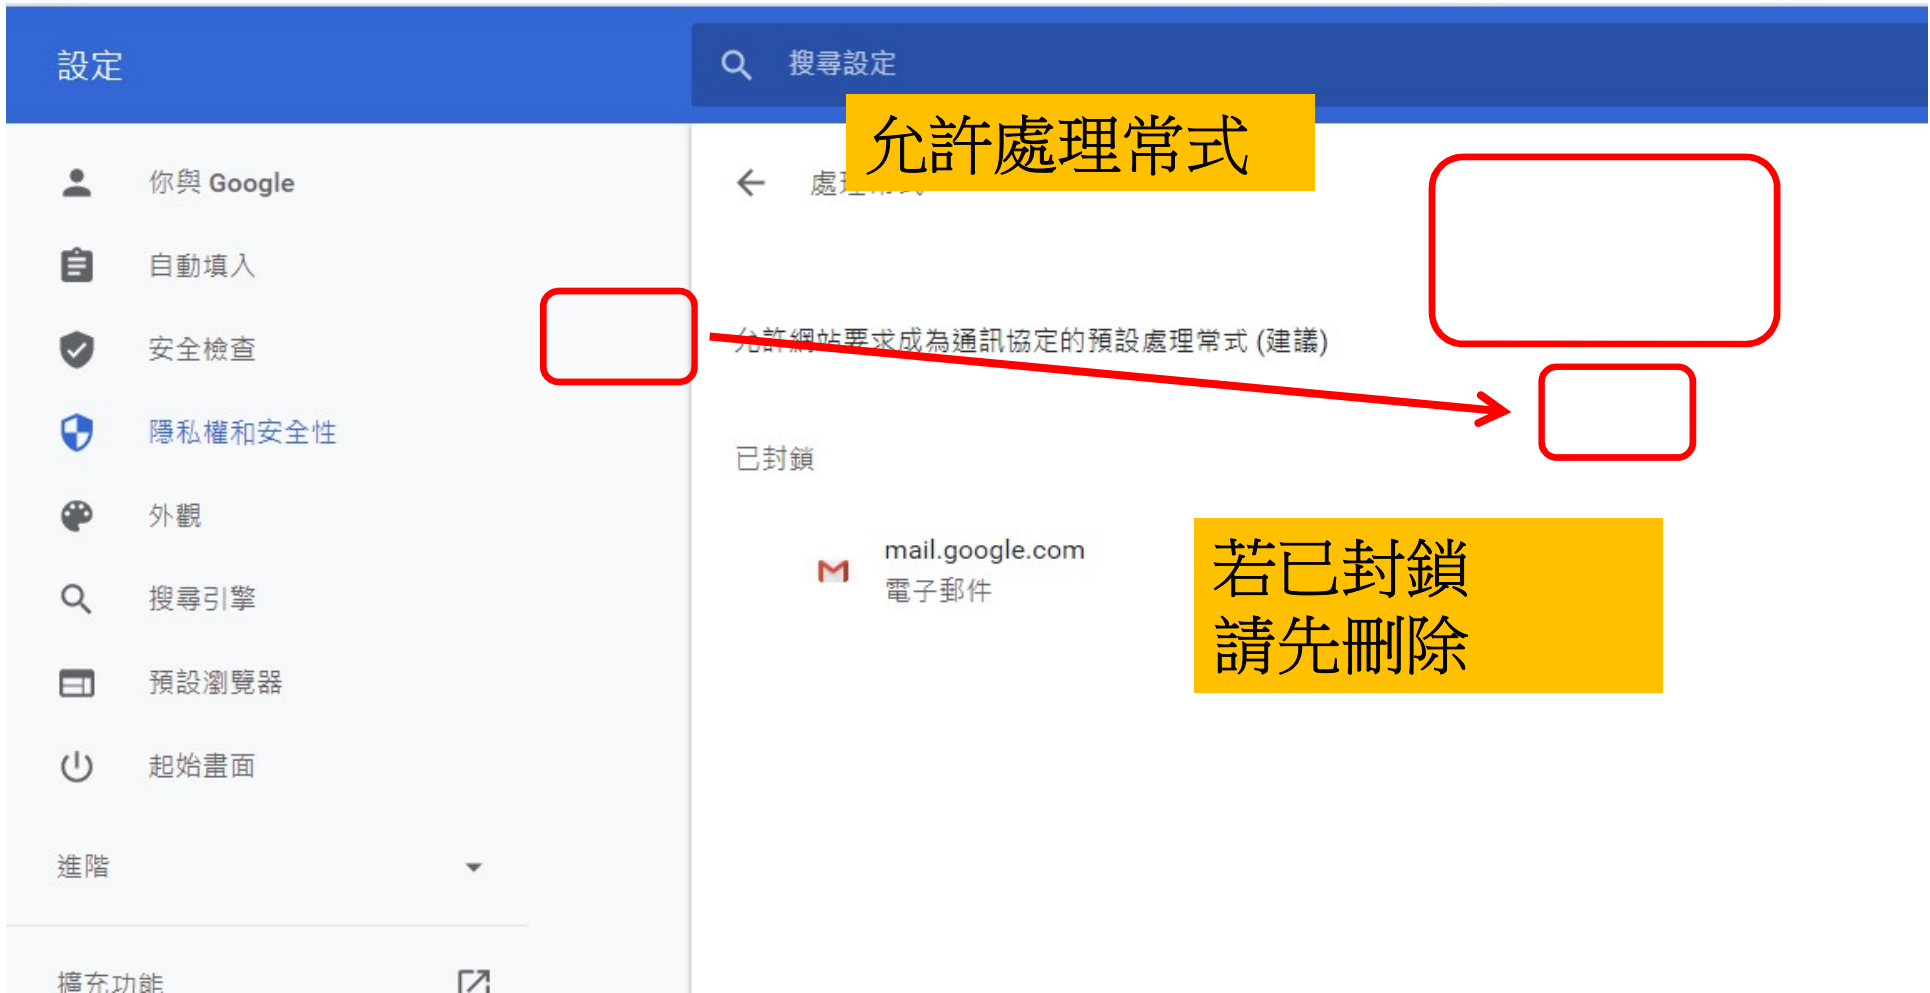 設定
搜尋設定
允許處理常式
你與 Google
處理常式
自動填入
安全檢查
允許網站要求成為通訊協定的預設處理常式 (建議)
隱私權和安全性
已封鎖
外觀
mail.google.com
電子郵件
若已封鎖
請先刪除
搜尋引擎
預設瀏覽器
起始畫面
進階
擴充功能